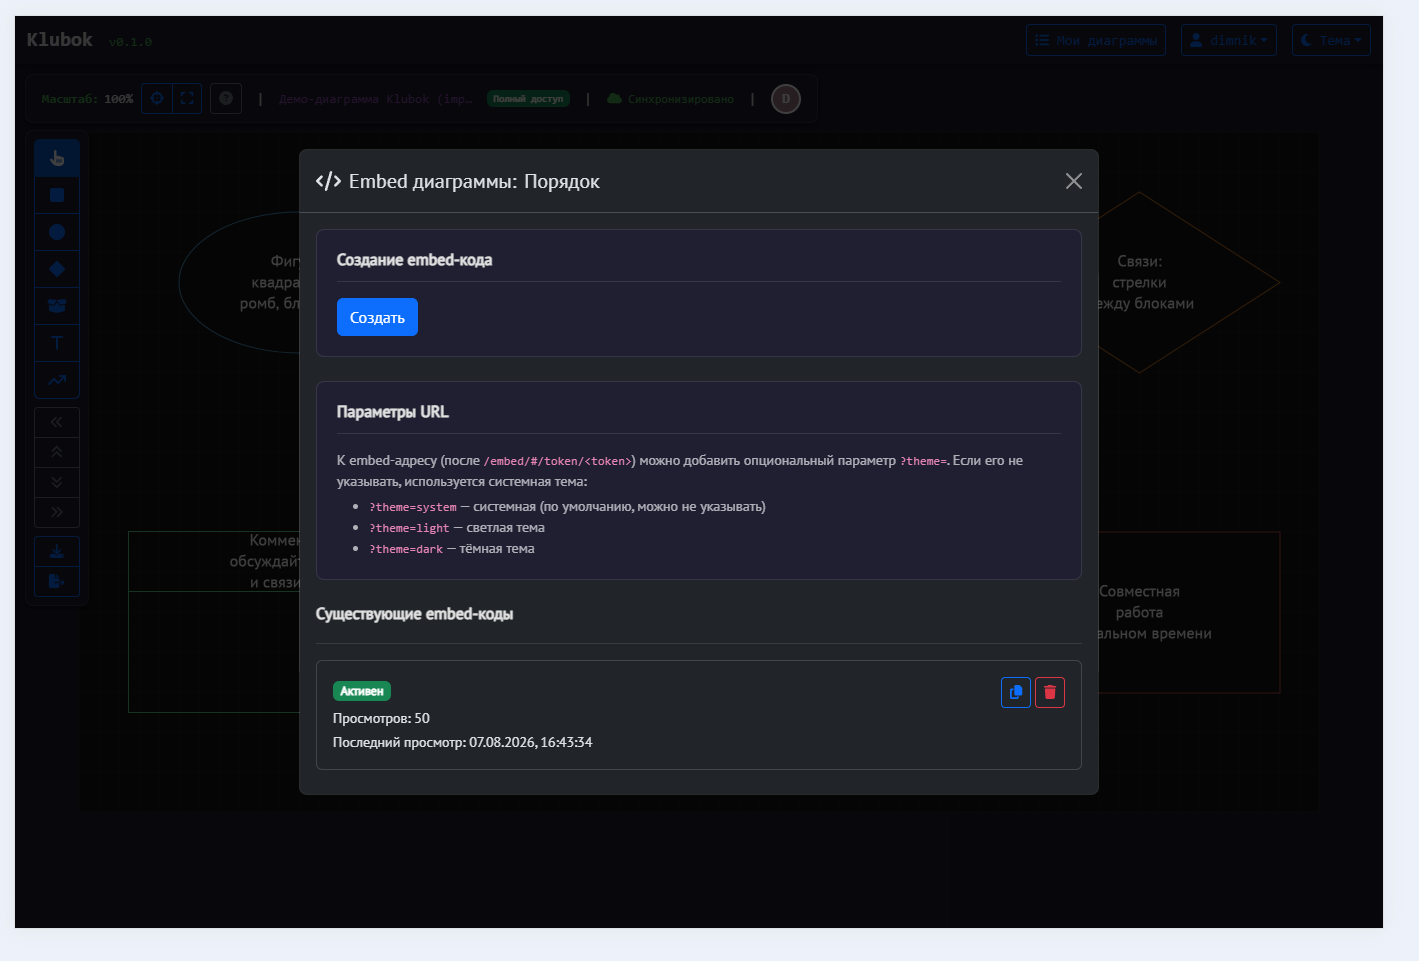 Klubok v0.1.0
Мои диаграммы
dimnik
Тема
Масштаб: 100%
Демо-диаграмма Klubok (imp…
Полный доступ
Синхронизировано
D
Embed диаграммы: Порядок
Создание embed-кода
Создать
Параметры URL
К embed-адресу (после /embed/#/token/<token>) можно добавить опциональный параметр ?theme=. Если его не
указывать, используется системная тема:
?theme=system — системная (по умолчанию, можно не указывать)
?theme=light — светлая тема
?theme=dark — тёмная тема
Существующие embed-коды
Активен
Просмотров: 50
Последний просмотр: 07.08.2026, 16:43:34
Связи:
стрелки
блоками
и
Совместная
работа
времени